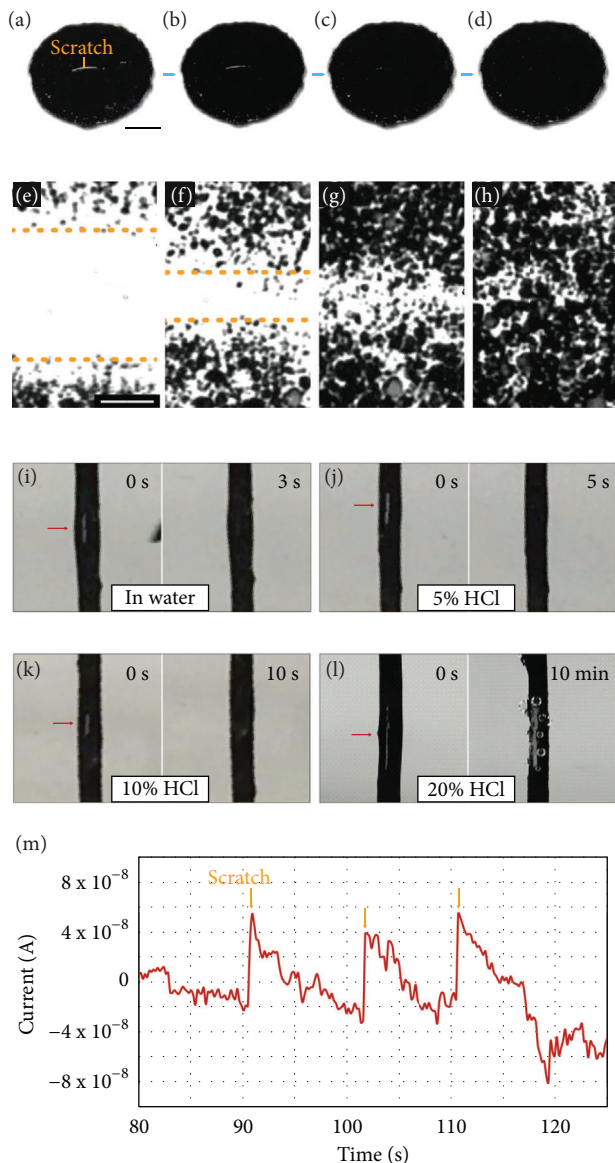 (a) (b) (c) (d)
Scratch
(e) (f) (g) (h)
(i) 0 s 3 s (j) 0 s 5 s
In water 5% HCl
(k) 0 s 10 s (l) 0 s 10 min
10% HCl 20% HCl
(m)
8 x 10⁻⁸
Scratch
4 x 10⁻⁸
0
−4 x 10⁻⁸
−8 x 10⁻⁸
Current (A)
80 90 100 110 120
Time (s)